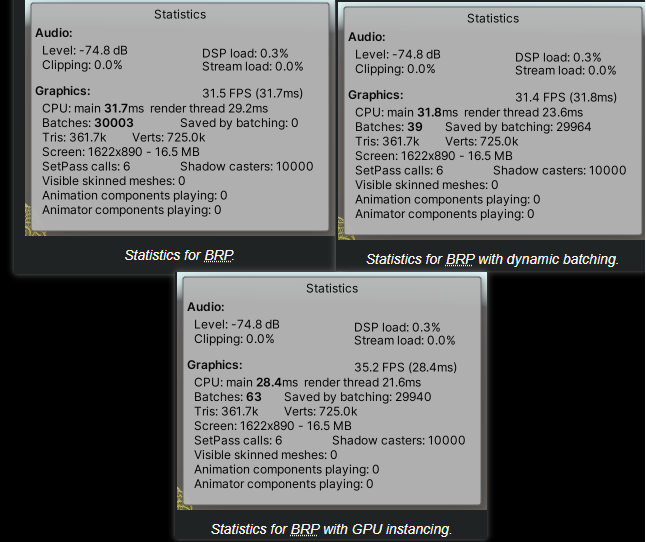 Statistics
Audio:
Level: -74.8 dB DSP load: 0.3%
Clipping: 0.0% Stream load: 0.0%
Graphics: 31.5 FPS (31.7ms)
CPU: main 31.7ms render thread 29.2ms
Batches: 30003 Saved by batching: 0
Tris: 361.7k Verts: 725.0k
Screen: 1622x890 - 16.5 MB
SetPass calls: 6 Shadow casters: 10000
Visible skinned meshes: 0
Animation components playing: 0
Animator components playing: 0
Statistics for BRP.
Statistics
Audio:
Level: -74.8 dB DSP load: 0.3%
Clipping: 0.0% Stream load: 0.0%
Graphics: 31.4 FPS (31.8ms)
CPU: main 31.8ms render thread 23.6ms
Batches: 39 Saved by batching: 29964
Tris: 361.7k Verts: 725.0k
Screen: 1622x890 - 16.5 MB
SetPass calls: 6 Shadow casters: 10000
Visible skinned meshes: 0
Animation components playing: 0
Animator components playing: 0
Statistics for BRP with dynamic batching.
Statistics
Audio:
Level: -74.8 dB DSP load: 0.3%
Clipping: 0.0% Stream load: 0.0%
Graphics: 35.2 FPS (28.4ms)
CPU: main 28.4ms render thread 21.6ms
Batches: 63 Saved by batching: 29940
Tris: 361.7k Verts: 725.0k
Screen: 1622x890 - 16.5 MB
SetPass calls: 6 Shadow casters: 10000
Visible skinned meshes: 0
Animation components playing: 0
Animator components playing: 0
Statistics for BRP with GPU instancing.